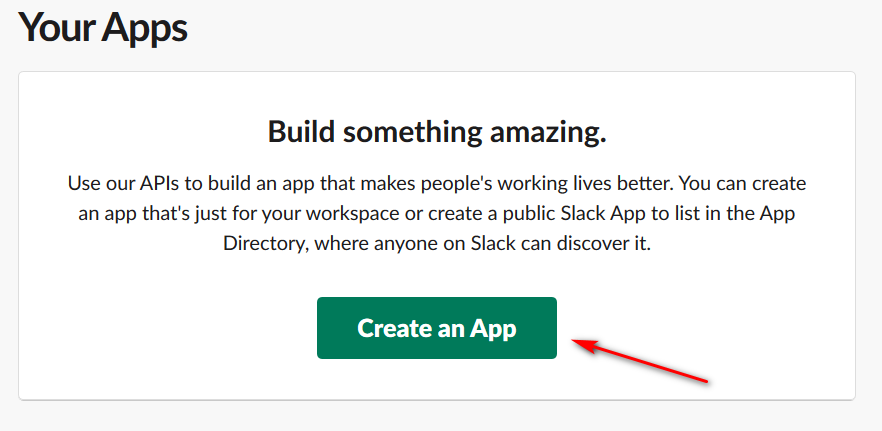 Your Apps
Build something amazing.
Use our APIs to build an app that makes people's working lives better. You can create
an app that's just for your workspace or create a public Slack App to list in the App
Directory, where anyone on Slack can discover it.
Create an App